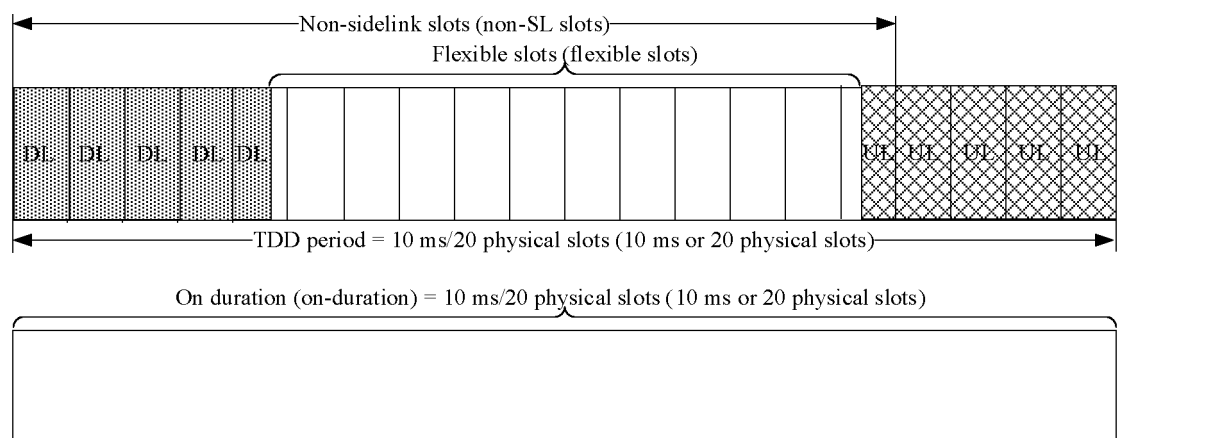 Non-sidelink slots (non-SL slots)
Flexible slots (flexible slots)
DL DL DL DL DL UL UL UL UL UL
TDD period = 10 ms/20 physical slots (10 ms or 20 physical slots)
On duration (on-duration) = 10 ms/20 physical slots (10 ms or 20 physical slots)